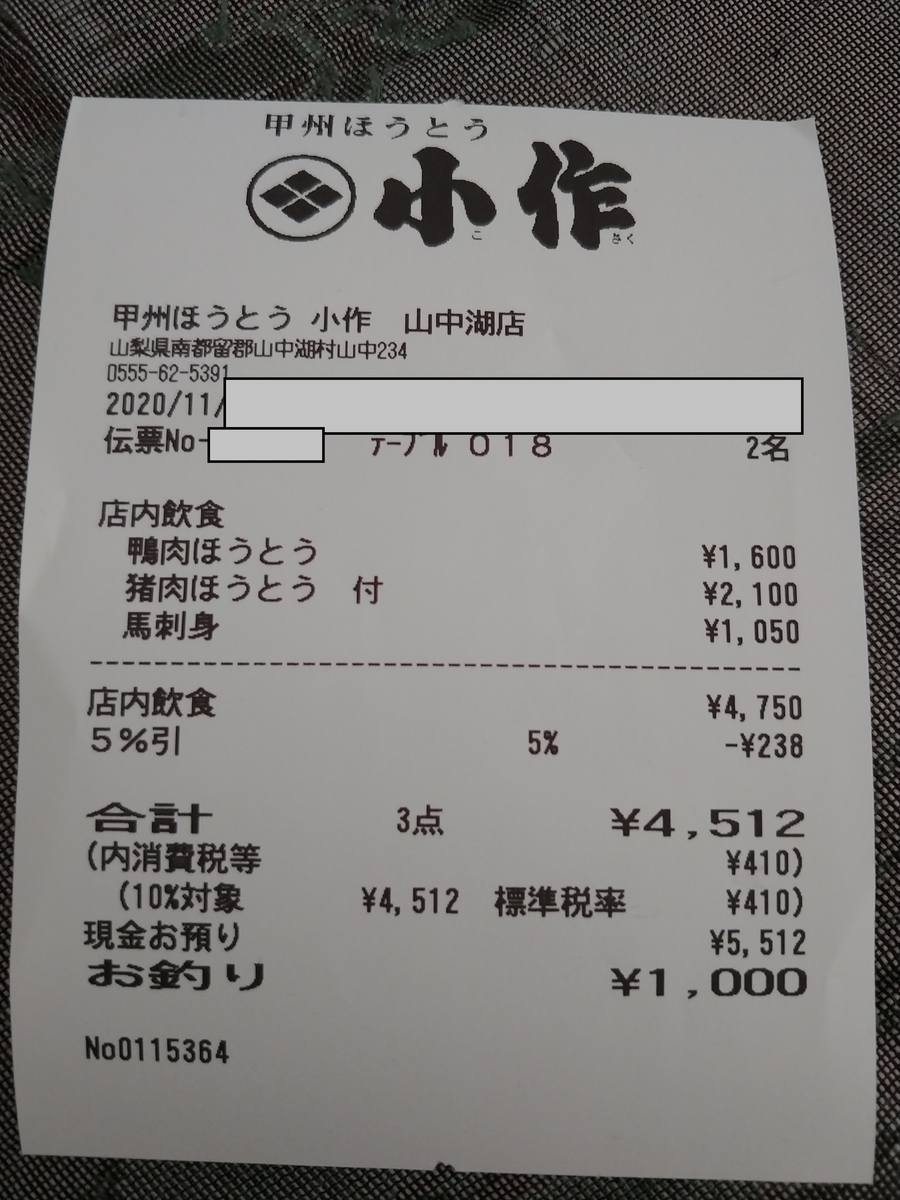 甲州ほうとう
小作
こ さく
甲州ほうとう 小作 山中湖店
山梨県南都留郡山中湖村山中234
0555-62-5391
2020/11/
伝票No- ﾃｰﾌﾞﾙ 018 2名
店内飲食
鴨肉ほうとう ¥1,600
猪肉ほうとう 付 ¥2,100
馬刺身 ¥1,050
店内飲食 ¥4,750
5%引 5% -¥238
合計 3点 ¥4,512
(内消費税等 ¥410)
(10%対象 ¥4,512 標準税率 ¥410)
現金お預り ¥5,512
お釣り ¥1,000
No0115364